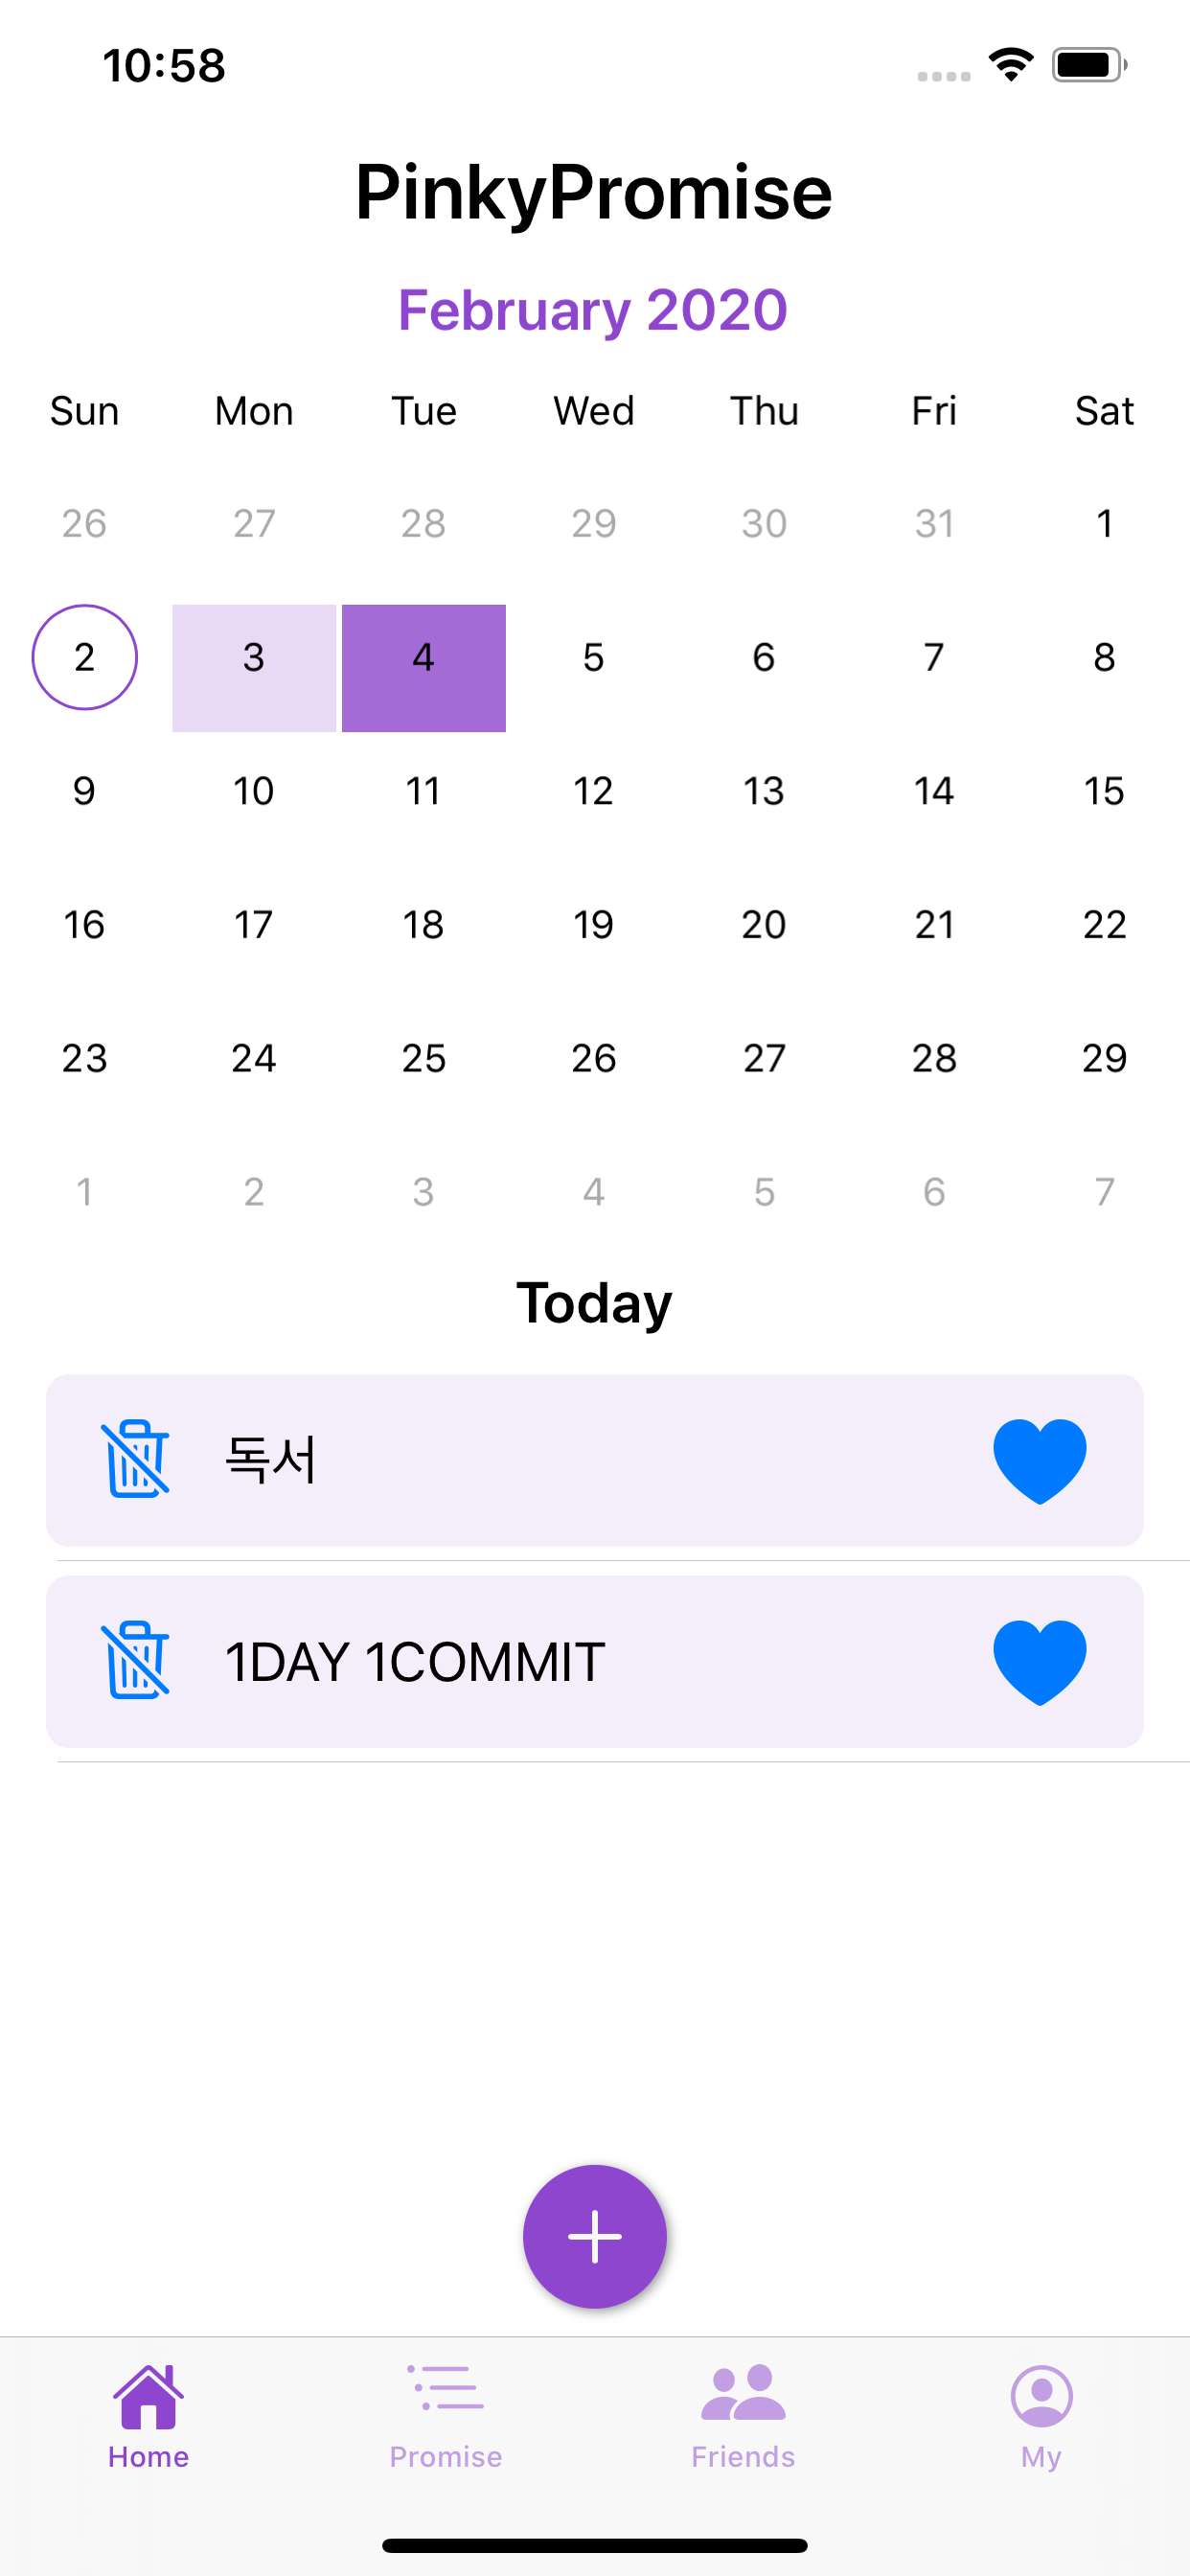 10:58
PinkyPromise
February 2020
Sun Mon Tue Wed Thu Fri Sat
26 27 28 29 30 31 1
2 3 4 5 6 7 8
9 10 11 12 13 14 15
16 17 18 19 20 21 22
23 24 25 26 27 28 29
1 2 3 4 5 6 7
Today
독서
1DAY 1COMMIT
Home Promise Friends My